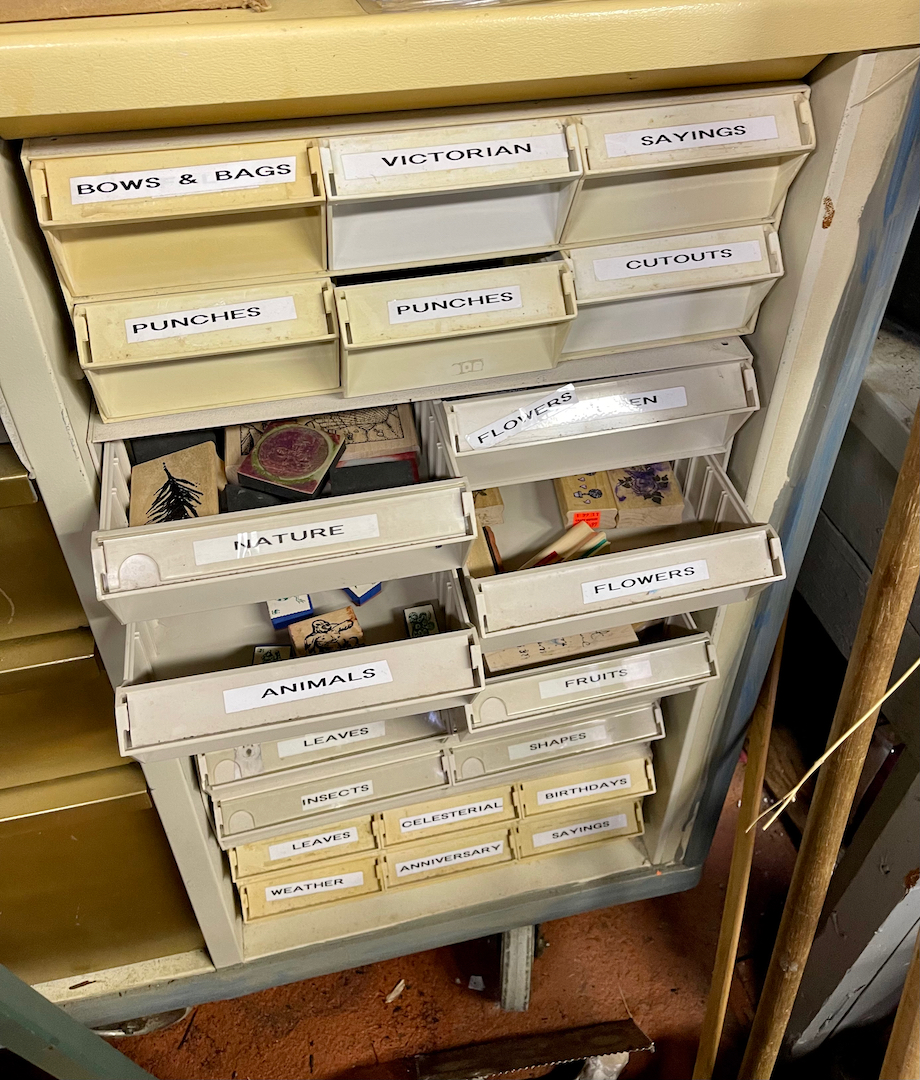 BOWS & BAGS
VICTORIAN
SAYINGS
PUNCHES
PUNCHES
CUTOUTS
FLOWERS
NATURE
FLOWERS
ANIMALS
FRUITS
LEAVES
SHAPES
INSECTS
LEAVES
CELESTERIAL
BIRTHDAYS
WEATHER
ANNIVERSARY
SAYINGS